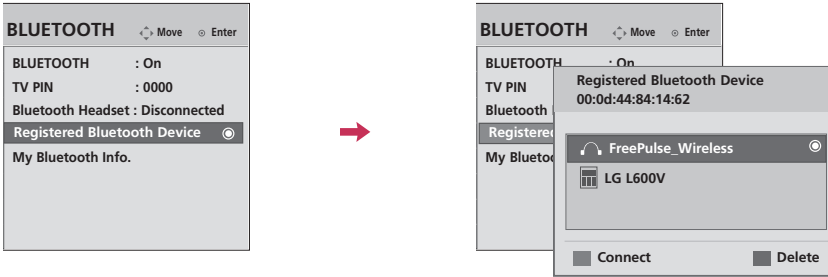 BLUETOOTH Move Enter
BLUETOOTH : On
TV PIN : 0000
Bluetooth Headset : Disconnected
Registered Bluetooth Device
My Bluetooth Info.
BLUETOOTH Move Enter
BLUETOOTH : On
TV PIN
Bluetooth
Registered
My Bluetoo
Registered Bluetooth Device
00:0d:44:84:14:62
FreePulse_Wireless
LG L600V
Connect Delete